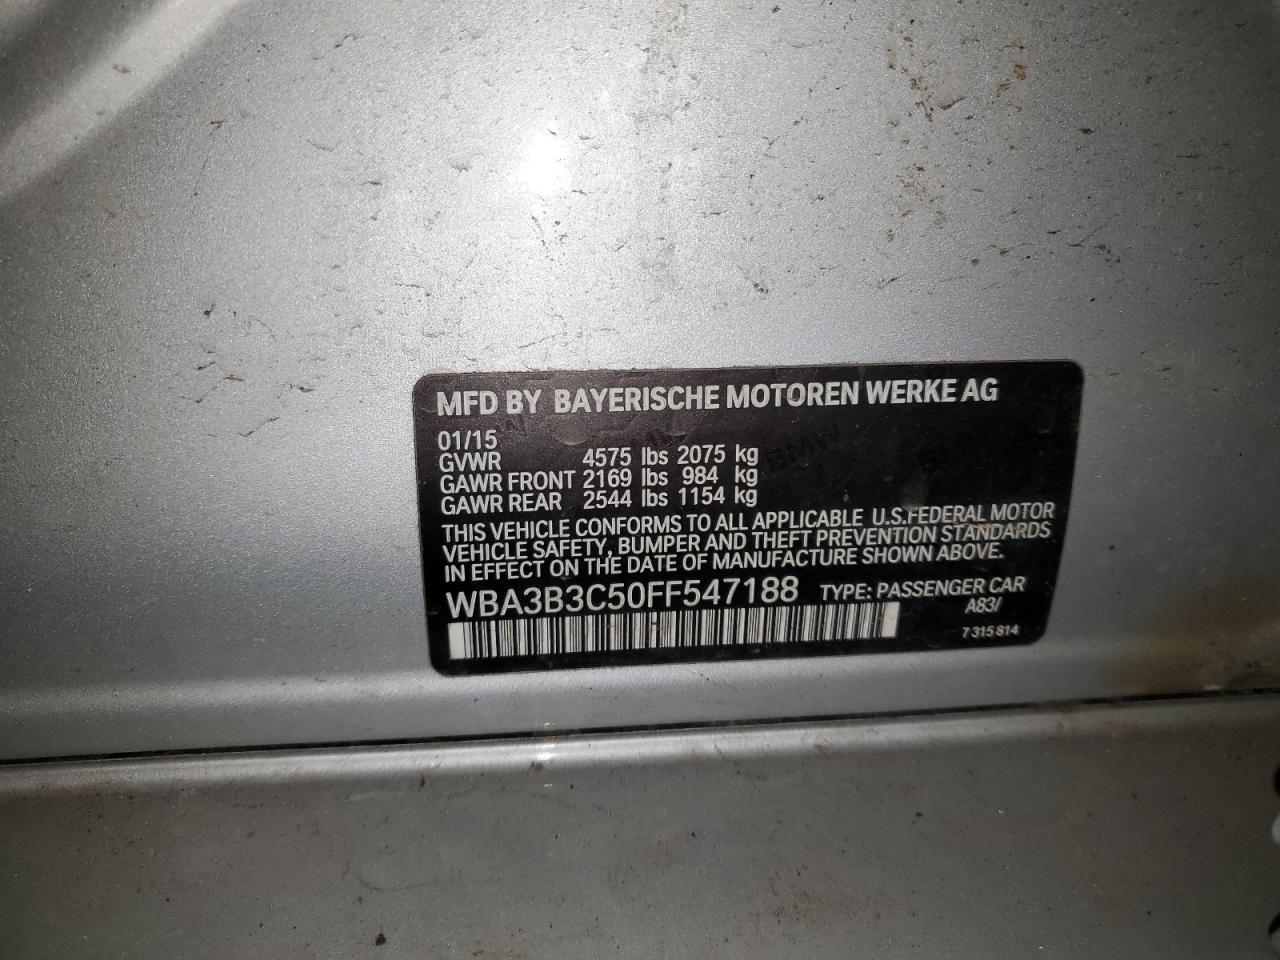 MFD BY BAYERISCHE MOTOREN WERKE AG
01/15
GVWR 4575 lbs 2075 kg
GAWR FRONT 2169 lbs 984 kg
GAWR REAR 2544 lbs 1154 kg
THIS VEHICLE CONFORMS TO ALL APPLICABLE U.S.FEDERAL MOTOR
VEHICLE SAFETY, BUMPER AND THEFT PREVENTION STANDARDS
IN EFFECT ON THE DATE OF MANUFACTURE SHOWN ABOVE.
WBA3B3C50FF547188 TYPE: PASSENGER CAR
A83/
7 315 814